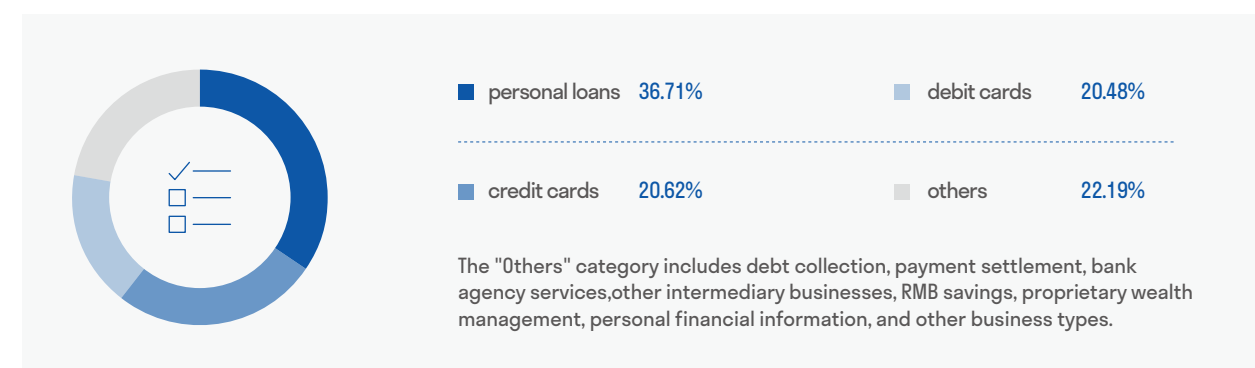 personal loans 36.71% debit cards 20.48%
credit cards 20.62% others 22.19%
The "Others" category includes debt collection, payment settlement, bank
agency services,other intermediary businesses, RMB savings, proprietary wealth
management, personal financial information, and other business types.